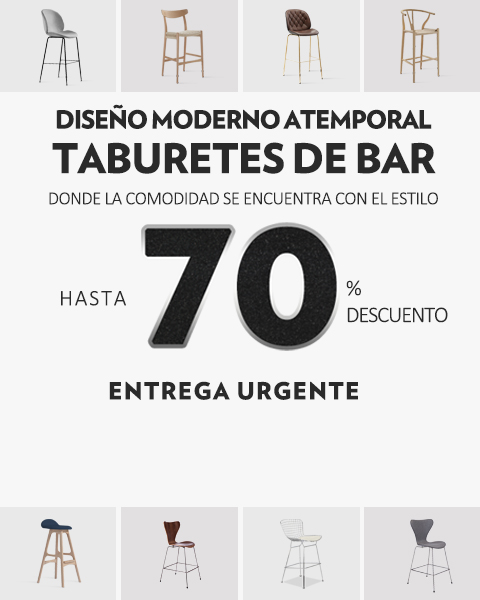 DISEÑO MODERNO ATEMPORAL
TABURETES DE BAR
DONDE LA COMODIDAD SE ENCUENTRA CON EL ESTILO
HASTA 70 % DESCUENTO
ENTREGA URGENTE